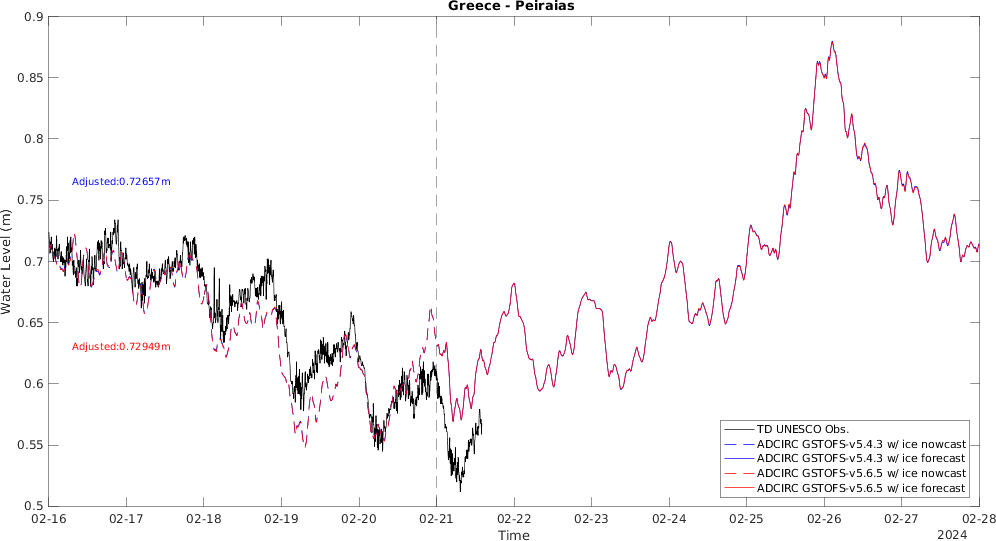 Greece - Peiraias
0.9
0.85
0.8
0.75
0.7
0.65
0.6
0.55
0.5
Water Level (m)
Adjusted:0.72657m
Adjusted:0.72949m
TD UNESCO Obs.
ADCIRC GSTOFS-v5.4.3 w/ ice nowcast
ADCIRC GSTOFS-v5.4.3 w/ ice forecast
ADCIRC GSTOFS-v5.6.5 w/ ice nowcast
ADCIRC GSTOFS-v5.6.5 w/ ice forecast
02-16 02-17 02-18 02-19 02-20 02-21 02-22 02-23 02-24 02-25 02-26 02-27 02-28
Time
2024